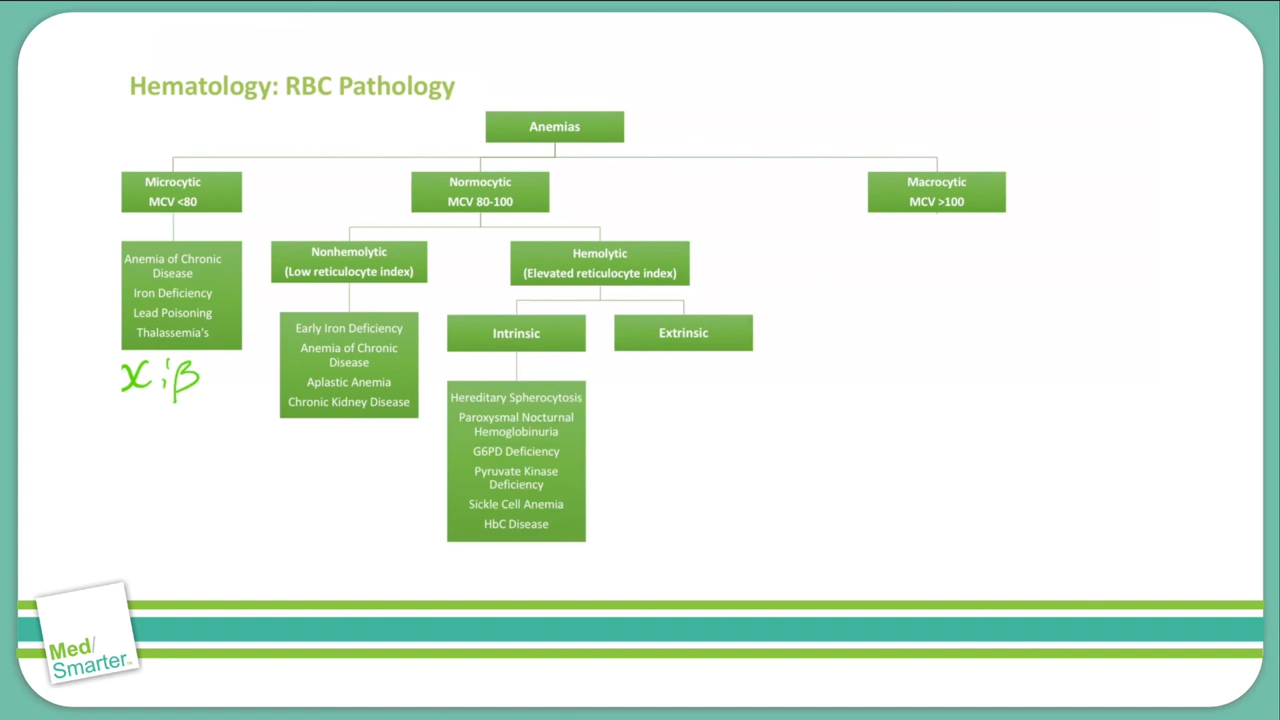 Hematology: RBC Pathology
Anemias
Microcytic
MCV <80
Normocytic
MCV 80-100
Macrocytic
MCV >100
Anemia of Chronic
Disease
Iron Deficiency
Lead Poisoning
Thalassemia's
α ; β
Nonhemolytic
(Low reticulocyte index)
Hemolytic
(Elevated reticulocyte index)
Early Iron Deficiency
Anemia of Chronic
Disease
Aplastic Anemia
Chronic Kidney Disease
Intrinsic
Extrinsic
Hereditary Spherocytosis
Paroxysmal Nocturnal
Hemoglobinuria
G6PD Deficiency
Pyruvate Kinase
Deficiency
Sickle Cell Anemia
HbC Disease
Med/
Smarter